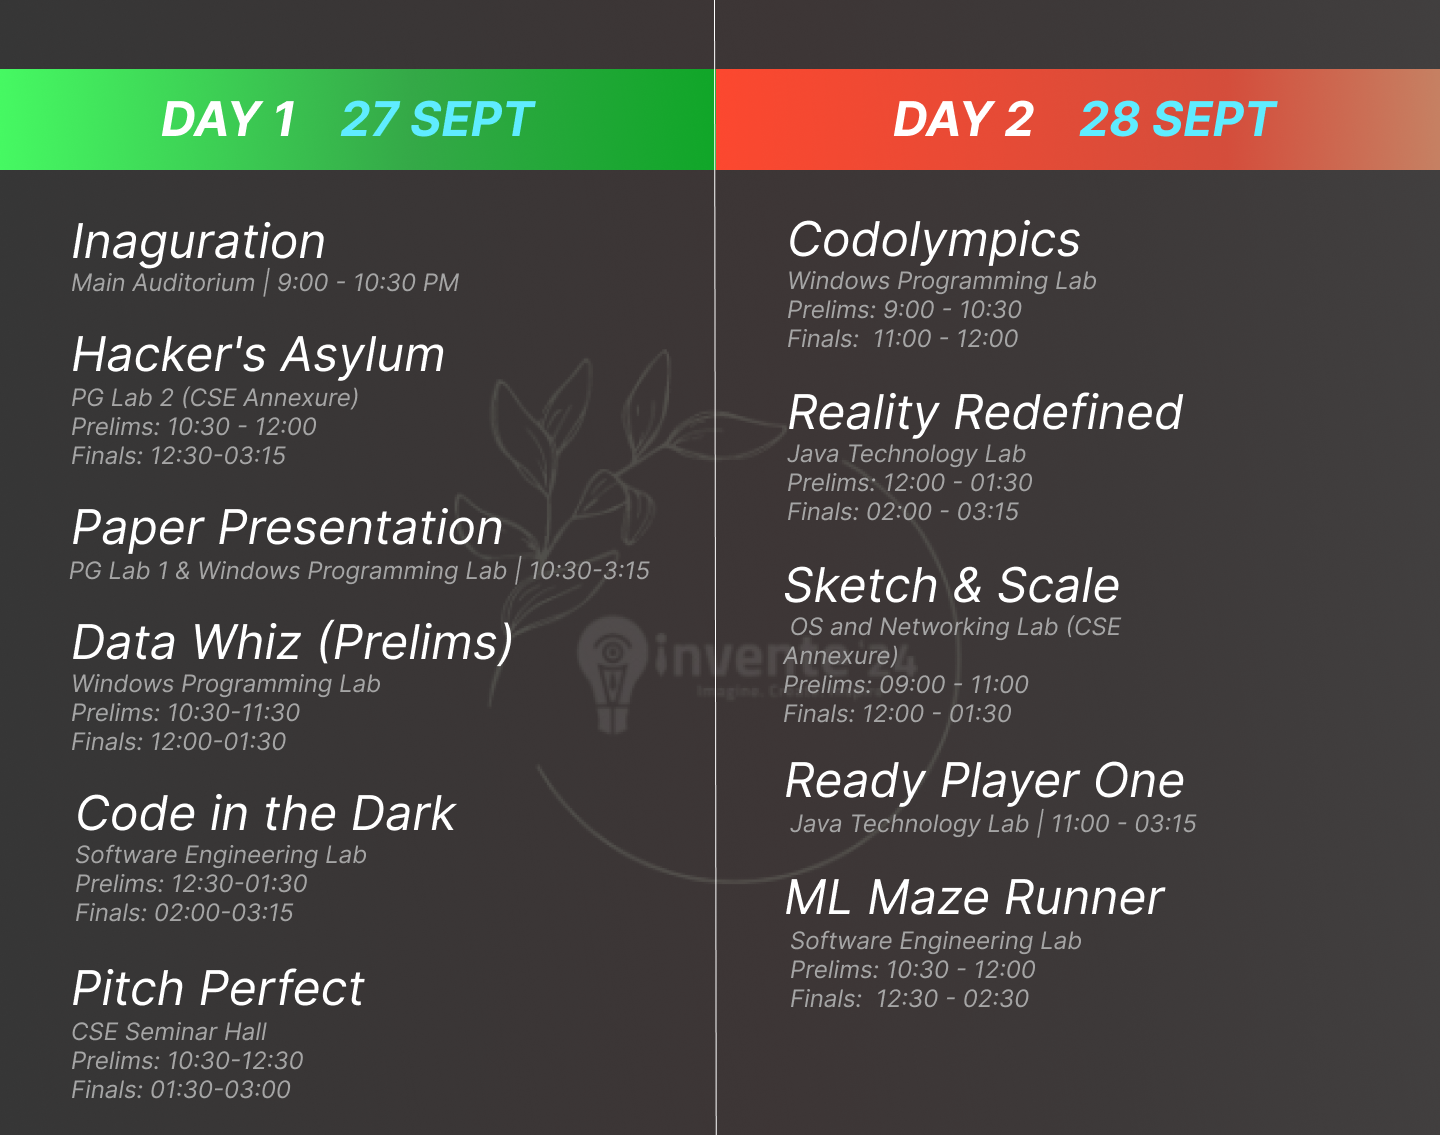 DAY 1 27 SEPT
Inaguration
Main Auditorium | 9:00 - 10:30 PM
Hacker's Asylum
PG Lab 2 (CSE Annexure)
Prelims: 10:30 - 12:00
Finals: 12:30-03:15
Paper Presentation
PG Lab 1 & Windows Programming Lab | 10:30-3:15
Data Whiz (Prelims)
Windows Programming Lab
Prelims: 10:30-11:30
Finals: 12:00-01:30
Code in the Dark
Software Engineering Lab
Prelims: 12:30-01:30
Finals: 02:00-03:15
Pitch Perfect
CSE Seminar Hall
Prelims: 10:30-12:30
Finals: 01:30-03:00
DAY 2 28 SEPT
Codolympics
Windows Programming Lab
Prelims: 9:00 - 10:30
Finals: 11:00 - 12:00
Reality Redefined
Java Technology Lab
Prelims: 12:00 - 01:30
Finals: 02:00 - 03:15
Sketch & Scale
OS and Networking Lab (CSE
Annexure)
Prelims: 09:00 - 11:00
Finals: 12:00 - 01:30
Ready Player One
Java Technology Lab | 11:00 - 03:15
ML Maze Runner
Software Engineering Lab
Prelims: 10:30 - 12:00
Finals: 12:30 - 02:30
invente'24
Imagine.